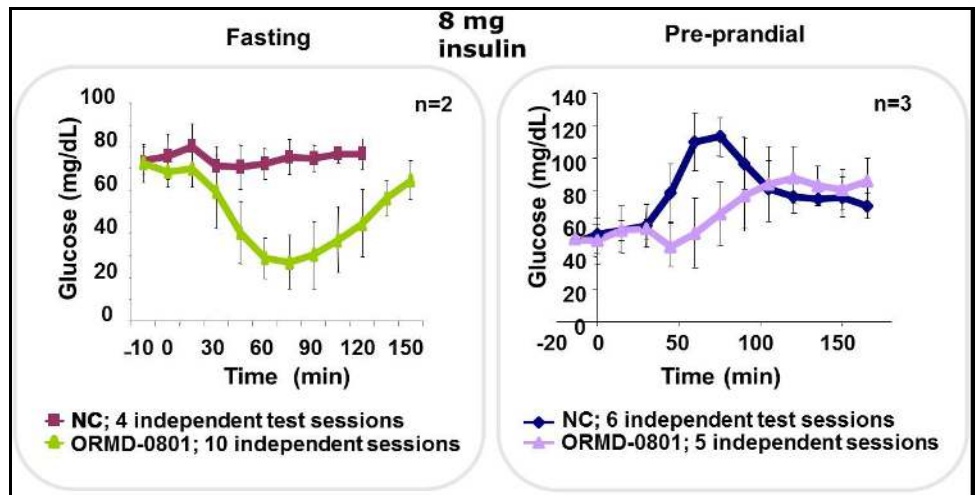 8 mg
insulin
Fasting
Pre-prandial
n=2
Glucose (mg/dL)
100
80
60
40
20
0
-10 0 30 60 90 120 150
Time (min)
NC; 4 independent test sessions
ORMD-0801; 10 independent sessions
n=3
Glucose (mg/dL)
140
120
100
80
60
40
20
0
-20 0 50 100 150
Time (min)
NC; 6 independent test sessions
ORMD-0801; 5 independent sessions